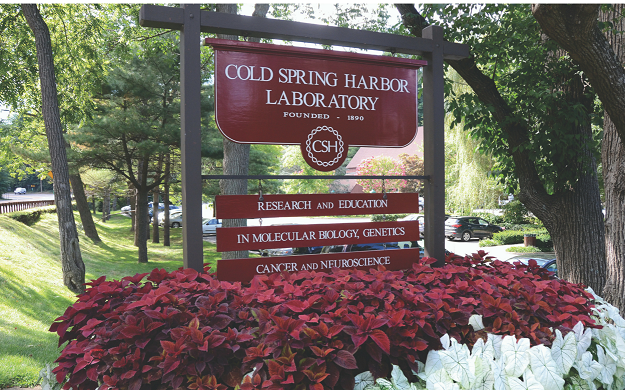 COLD SPRING HARBOR
LABORATORY
FOUNDED - 1890
CSH
RESEARCH AND EDUCATION
IN MOLECULAR BIOLOGY, GENETICS
CANCER AND NEUROSCIENCE